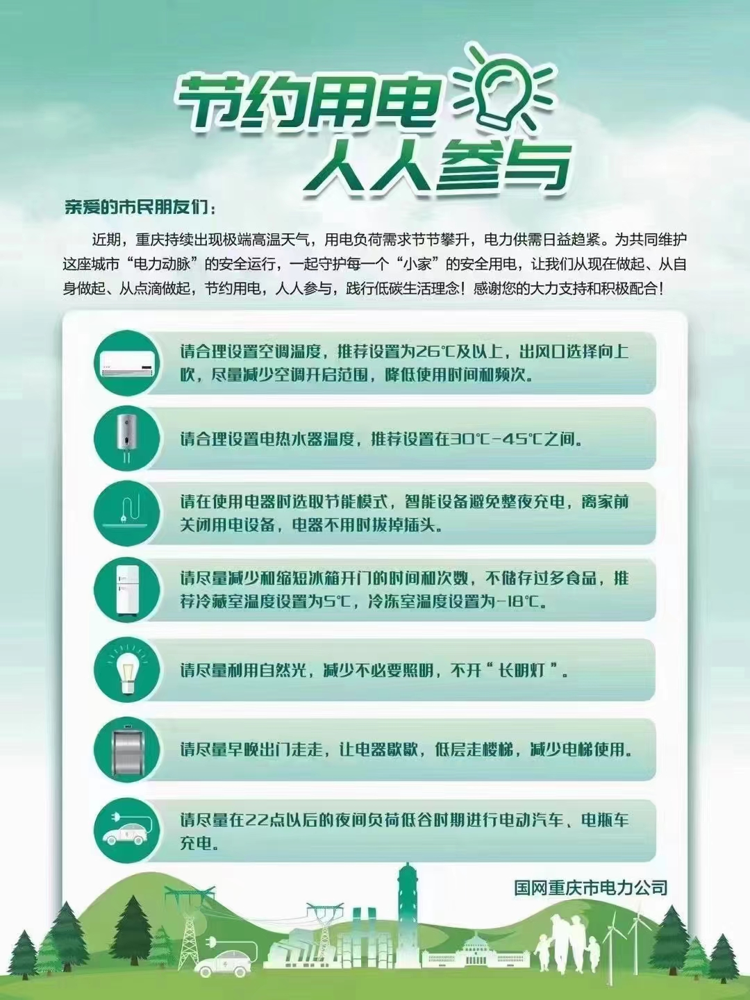 节约用电
人人参与
亲爱的市民朋友们：
近期，重庆持续出现极端高温天气，用电负荷需求节节攀升，电力供需日益趋紧。为共同维护
这座城市“电力动脉”的安全运行，一起守护每一个“小家”的安全用电，让我们从现在做起、从自
身做起、从点滴做起，节约用电，人人参与，践行低碳生活理念！感谢您的大力支持和积极配合！
请合理设置空调温度，推荐设置为26℃及以上，出风口选择向上
吹，尽量减少空调开启范围，降低使用时间和频次。
请合理设置电热水器温度，推荐设置在30℃-45℃之间。
请在使用电器时选取节能模式，智能设备避免整夜充电，离家前
关闭用电设备，电器不用时拔掉插头。
请尽量减少和缩短冰箱开门的时间和次数，不储存过多食品，推
荐冷藏室温度设置为5℃，冷冻室温度设置为-18℃。
请尽量利用自然光，减少不必要照明，不开“长明灯”。
请尽量早晚出门走走，让电器歇歇，低层走楼梯，减少电梯使用。
请尽量在22点以后的夜间负荷低谷时期进行电动汽车、电瓶车
充电。
国网重庆市电力公司